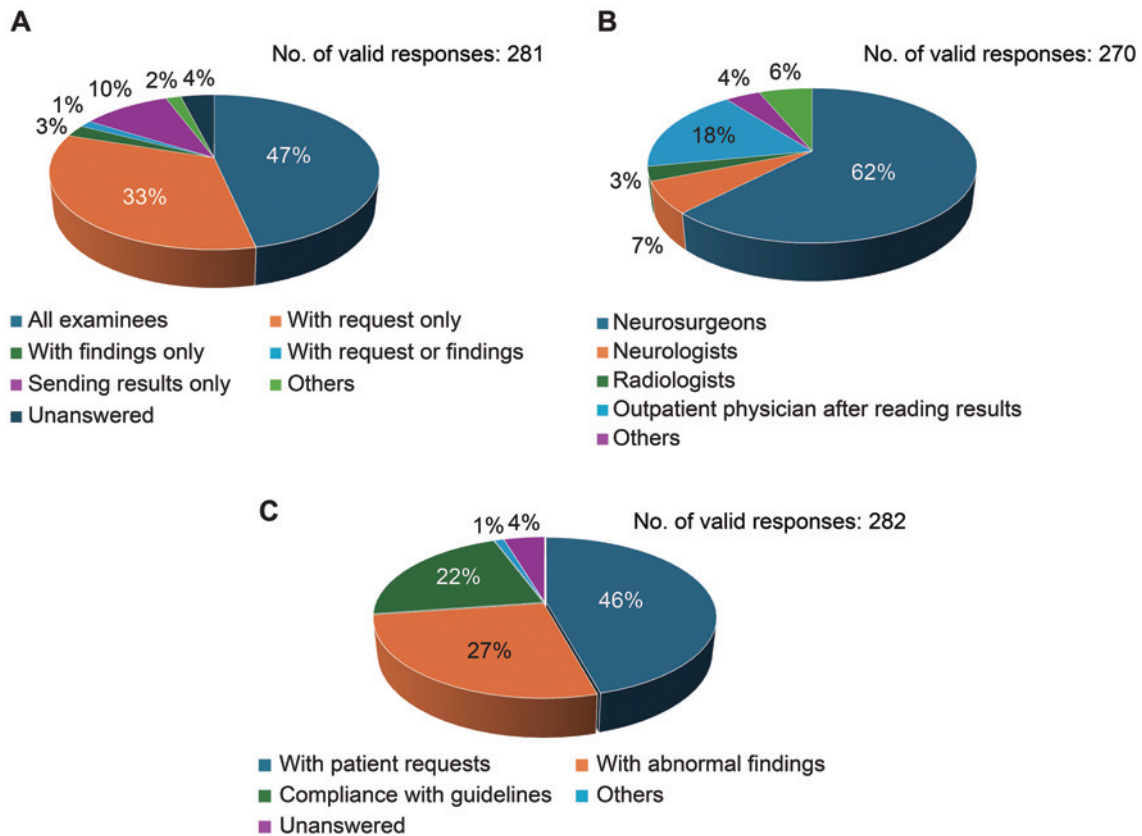 A
No. of valid responses: 281
1%
10%
2%
4%
3%
47%
33%
All examinees
With request only
With findings only
With request or findings
Sending results only
Others
Unanswered
B
No. of valid responses: 270
4%
6%
18%
3%
62%
7%
Neurosurgeons
Neurologists
Radiologists
Outpatient physician after reading results
Others
C
No. of valid responses: 282
1%
4%
22%
46%
27%
With patient requests
With abnormal findings
Compliance with guidelines
Others
Unanswered